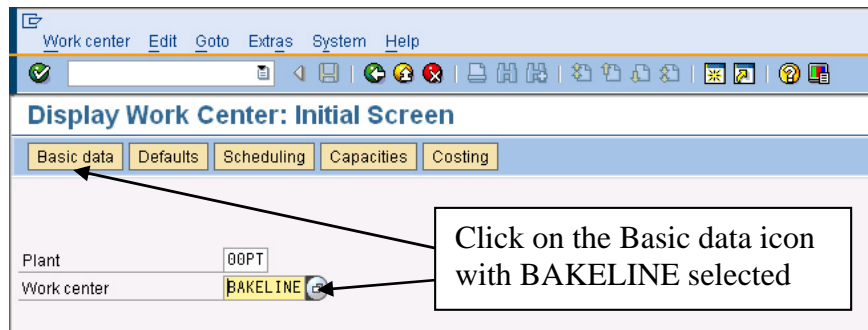 Work center Edit Goto Extras System Help
Display Work Center: Initial Screen
Basic data Defaults Scheduling Capacities Costing
Click on the Basic data icon
with BAKELINE selected
Plant 00PT
Work center BAKELINE